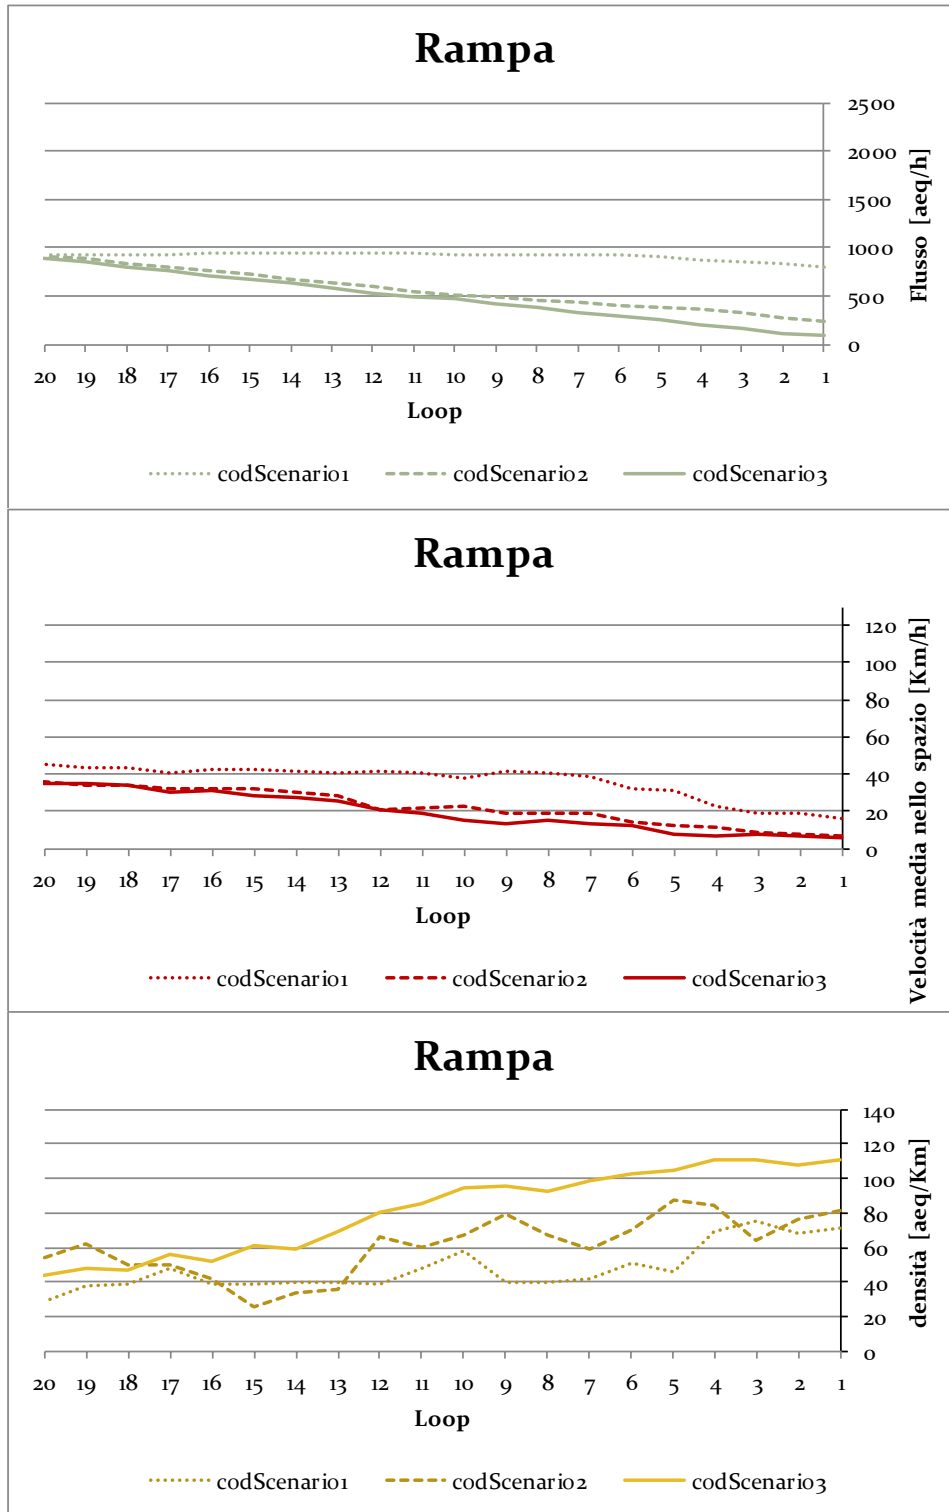 Rampa
2500
2000
1500
1000
500
0
Flusso [aeq/h]
20 19 18 17 16 15 14 13 12 11 10 9 8 7 6 5 4 3 2 1
Loop
codScenario1 codScenario2 codScenario3
Rampa
120
100
80
60
40
20
0
Velocità media nello spazio [Km/h]
20 19 18 17 16 15 14 13 12 11 10 9 8 7 6 5 4 3 2 1
Loop
codScenario1 codScenario2 codScenario3
Rampa
140
120
100
80
60
40
20
0
densità [aeq/Km]
20 19 18 17 16 15 14 13 12 11 10 9 8 7 6 5 4 3 2 1
Loop
codScenario1 codScenario2 codScenario3